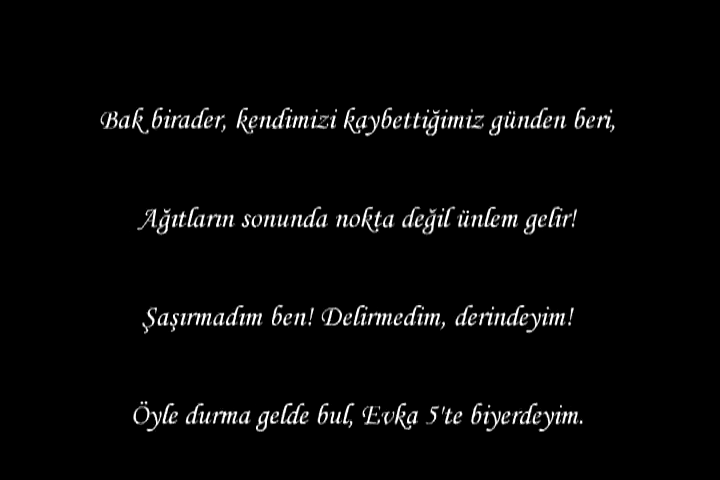 Bak birader, kendimizi kaybettiğimiz günden beri,
Ağıtların sonunda nokta değil ünlem gelir!
Şaşırmadım ben! Delirmedim, derindeyim!
Öyle durma gelde bul, Evka 5'te biyerdeyim.